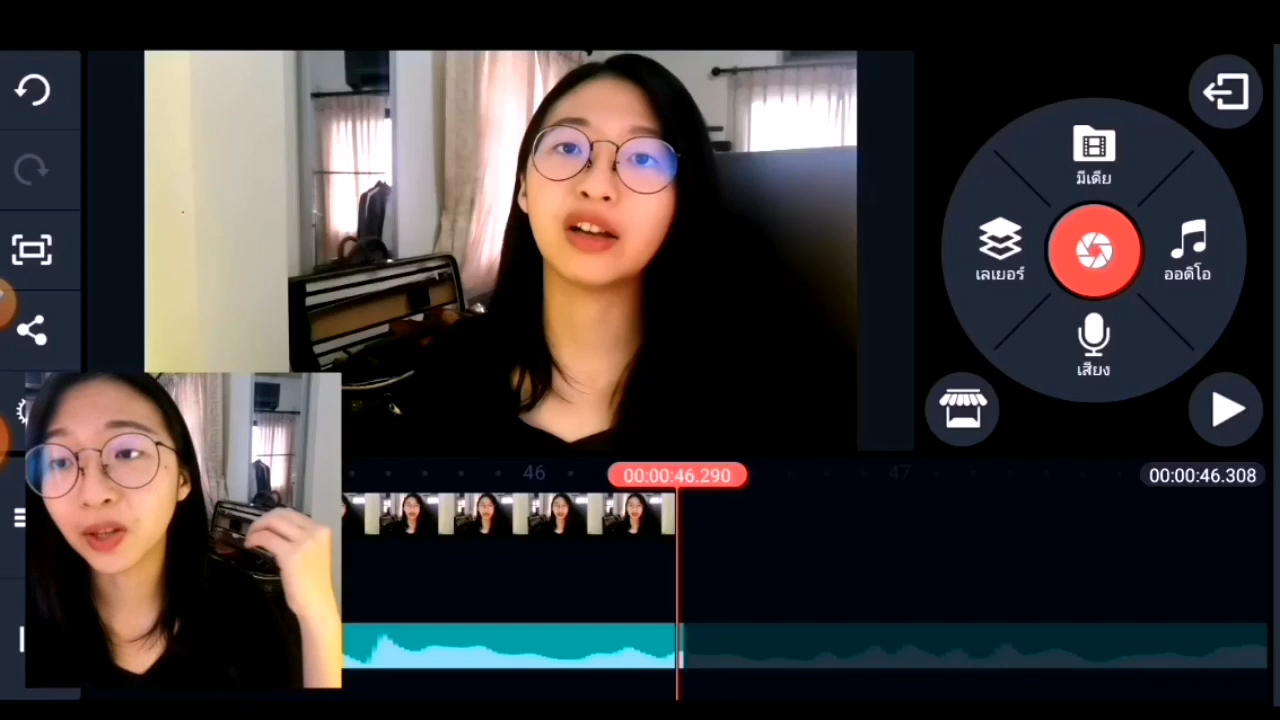 มีเดีย
เลเยอร์
ออดิโอ
เสียง
46
00:00:46.290
47
00:00:46.308